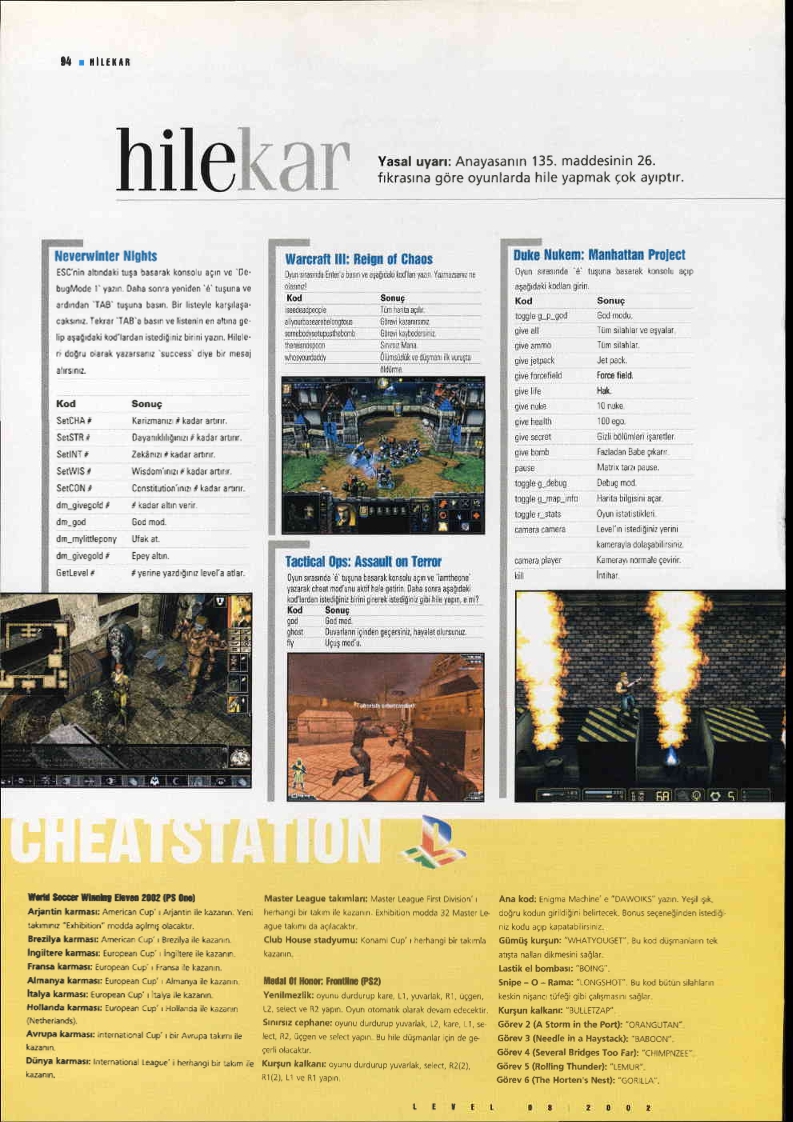 94 ■ HİLEKAR
hilekar
Yasal uyarı: Anayasanın 135. maddesinin 26.
fıkrasına göre oyunlarda hile yapmak çok ayıptır.
Neverwinter Nights
ESC'nin altındaki tuşa basarak konsolu açın ve 'De-
bugMode 1' yazın. Daha sonra yeniden 'é' tuşuna ve
ardından 'TAB' tuşuna basın. Bir listeyle karşılaşa-
caksınız. Tekrar 'TAB'a basın ve listenin en altına ge-
lip aşağıdaki kod'lardan istediğiniz birini yazın. Hilele-
ri doğru olarak yazarsanız 'success' diye bir mesaj
alırsınız.
Kod Sonuç
SetCHA # Karizmanızı # kadar artırır.
SetSTR # Dayanıklılığınızı # kadar artırır.
SetINT # Zekânızı # kadar artırır.
SetWIS # Wisdom'ınızı # kadar artırır.
SetCON # Constitution'ınızı # kadar artırır.
dm_givegold # # kadar altın verir.
dm_god God mod.
dm_mylittlepony Ufak at.
dm_givegold # Epey altın.
GetLevel # # yerine yazdığınız level'a atlar.
Warcraft III: Reign of Chaos
Oyun sırasında Enter'a basın ve aşağıdaki kod'ları yazın. Yazmazsanız ne
olasınız!
Kod Sonuç
iseedeadpeople Tüm harita açılır.
allyourbasearebelongtous Görevi kazanırsınız.
somebodysetupusthebomb Görevi kaybedersiniz.
thereisnospoon Sınırsız Mana.
whosyourdaddy Ölümsüzlük ve düşmanı ilk vuruşta
öldürme.
Tactical Ops: Assault on Terror
Oyun sırasında 'é' tuşuna basarak konsolu açın ve 'iamtheone'
yazarak cheat mod'unu aktif hale getirin. Daha sonra aşağıdaki
kod'lardan istediğiniz birini girerek istediğiniz gibi hile yapın, e mi?
Kod Sonuç
god God mod.
ghost Duvarların içinden geçersiniz, hayalet olursunuz.
fly Uçuş mod'u.
Duke Nukem: Manhattan Project
Oyun sırasında 'é' tuşuna basarak konsolu açıp
aşağıdaki kodları girin.
Kod Sonuç
toggle g_p_god God modu.
give all Tüm silahlar ve eşyalar.
give ammo Tüm silahlar.
give jetpack Jet pack.
give forcefield Force field.
give life Hak.
give nuke 10 nuke.
give health 100 ego.
give secret Gizli bölümleri işaretler.
give bomb Fazladan Babe çıkarır.
pause Matrix tarzı pause.
toggle g_debug Debug mod.
toggle g_map_info Harita bilgisini açar.
toggle r_stats Oyun istatistikleri.
camera camera Level'in istediğiniz yerini
kamerayla dolaşabilirsiniz.
camera player Kamerayı normale çevirir.
kill İntihar.
68 5
CHEATSTATION
World Soccer Winning Eleven 2002 (PS One)
Arjantin karması: American Cup' ı Arjantin ile kazanın. Yeni
takımınız "Exhibition" modda açılmış olacaktır.
Brezilya karması: American Cup' ı Brezilya ile kazanın.
İngiltere karması: European Cup' ı İngiltere ile kazanın.
Fransa karması: European Cup' ı Fransa ile kazanın.
Almanya karması: European Cup' ı Almanya ile kazanın.
İtalya karması: European Cup' ı İtalya ile kazanın.
Hollanda karması: European Cup' ı Hollanda ile kazanın
(Netherlands).
Avrupa karması: international Cup' ı bir Avrupa takımı ile
kazanın.
Dünya karması: International League' i herhangi bir takım ile
kazanın.
Master League takımları: Master League First Division' ı
herhangi bir takım ile kazanın. Exhibition modda 32 Master Le-
ague takımı da açılacaktır.
Club House stadyumu: Konami Cup' ı herhangi bir takımla
kazanın.
Medal Of Honor: Frontline (PS2)
Yenilmezlik: oyunu durdurup kare, L1, yuvarlak, R1, üçgen,
L2, select ve R2 yapın. Oyun otomatik olarak devam edecektir.
Sınırsız cephane: oyunu durdurup yuvarlak, L2, kare, L1, se-
lect, R2, üçgen ve select yapın. Bu hile düşmanlar için de ge-
çerli olacaktır.
Kurşun kalkanı: oyunu durdurup yuvarlak, select, R2(2),
R1(2), L1 ve R1 yapın.
Ana kod: Enigma Machine' e "DAWOIKS" yazın. Yeşil ışık,
doğru kodun girildiğini belirtecek. Bonus seçeneğinden istediği-
niz kodu açıp kapatabilirsiniz.
Gümüş kurşun: "WHATYOUGET". Bu kod düşmanların tek
atışta nalları dikmesini sağlar.
Lastik el bombası: "BOING".
Snipe – O – Rama: "LONGSHOT". Bu kod bütün silahların
keskin nişancı tüfeği gibi çalışmasını sağlar.
Kurşun kalkanı: "BULLETZAP".
Görev 2 (A Storm in the Port): "ORANGUTAN".
Görev 3 (Needle in a Haystack): "BABOON".
Görev 4 (Several Bridges Too Far): "CHIMPNZEE".
Görev 5 (Rolling Thunder): "LEMUR".
Görev 6 (The Horten's Nest): "GORILLA".
LEVEL 08 | 2002